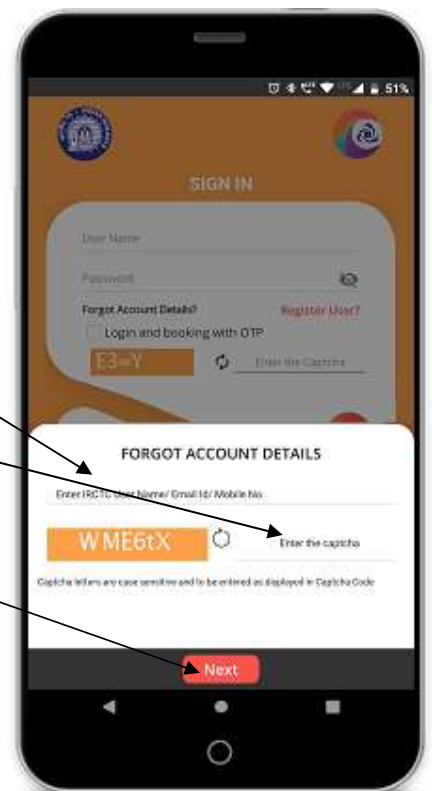 51%
SIGN IN
User Name
Password
Forgot Account Details? Register User?
Login and booking with OTP
E3=Y Enter the Captcha
FORGOT ACCOUNT DETAILS
Enter IRCTC User Name/ Email Id/ Mobile No.
WME6tX Enter the captcha
Captcha letters are case sensitive and to be entered as displayed in Captcha Code
Next